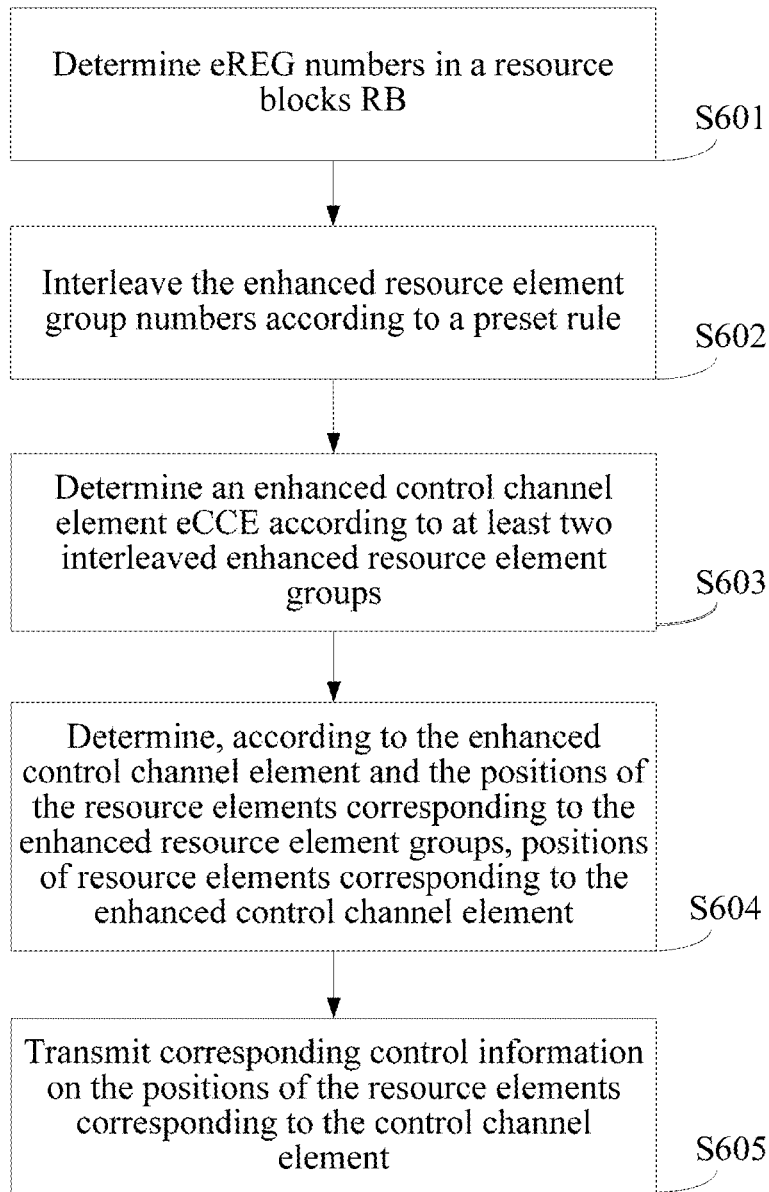 Determine eREG numbers in a resource
blocks RB
S601
Interleave the enhanced resource element
group numbers according to a preset rule
S602
Determine an enhanced control channel
element eCCE according to at least two
interleaved enhanced resource element
groups
S603
Determine, according to the enhanced
control channel element and the positions of
the resource elements corresponding to the
enhanced resource element groups, positions
of resource elements corresponding to the
enhanced control channel element
S604
Transmit corresponding control information
on the positions of the resource elements
corresponding to the control channel
element
S605